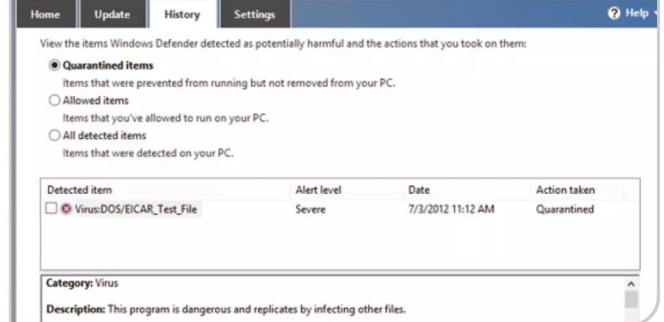 Home Update History Settings Help
View the items Windows Defender detected as potentially harmful and the actions that you took on them:
Quarantined items
Items that were prevented from running but not removed from your PC.
Allowed items
Items that you've allowed to run on your PC.
All detected items
Items that were detected on your PC.
Detected item Alert level Date Action taken
Virus:DOS/EICAR_Test_File Severe 7/3/2012 11:12 AM Quarantined
Category: Virus
Description: This program is dangerous and replicates by infecting other files.